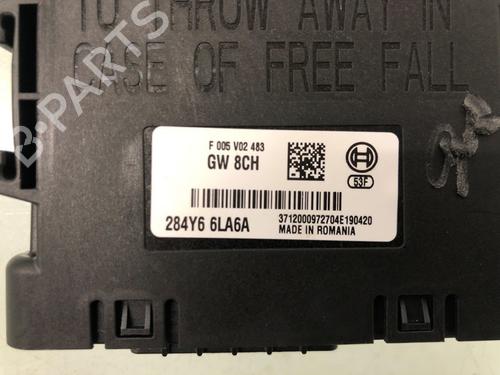 TO THROW AWAY IN
CASE OF FREE FALL
B-PARTS
F 005 V02 483
GW 8CH
53F
284Y6 6LA6A
3712000972704E190420
MADE IN ROMANIA